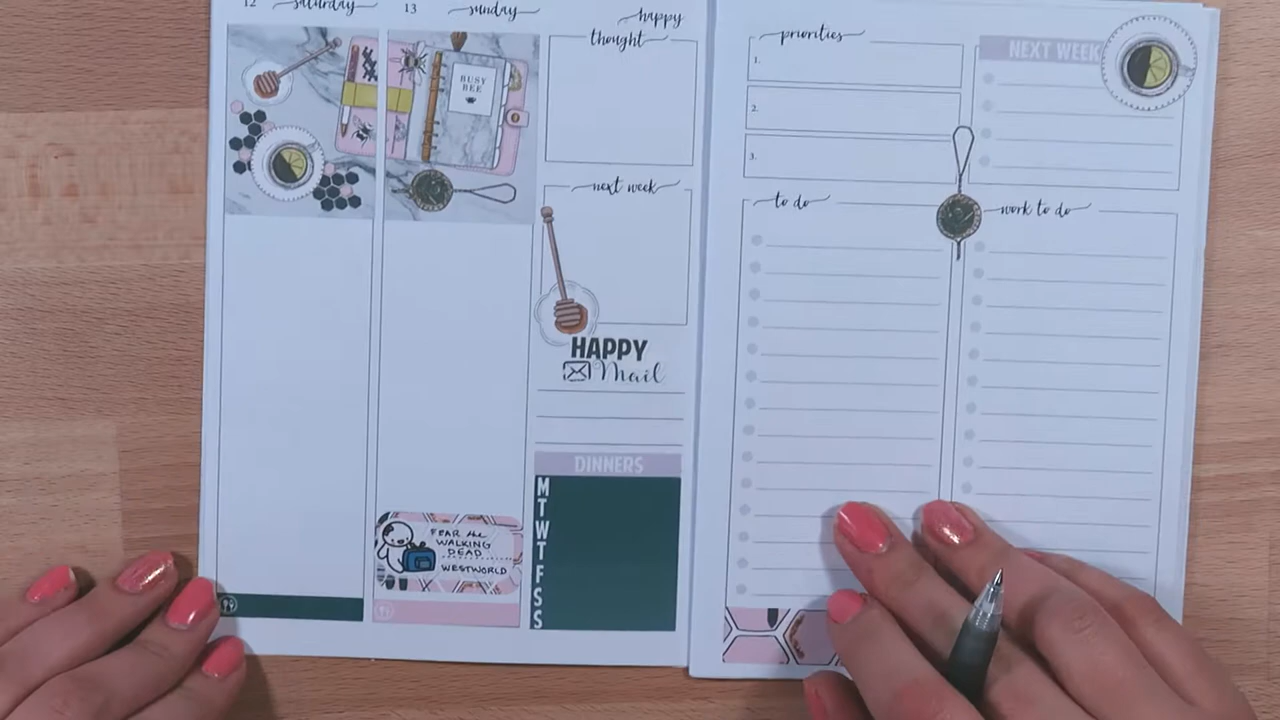 12 saturday
13 sunday
BUSY
BEE
happy
thought
next week
HAPPY
Mail
DINNERS
M
T
W
T
F
S
S
FEAR the
WALKING
DEAD
WESTWORLD
priorities
1.
2.
3.
NEXT WEEK
to do
work to do